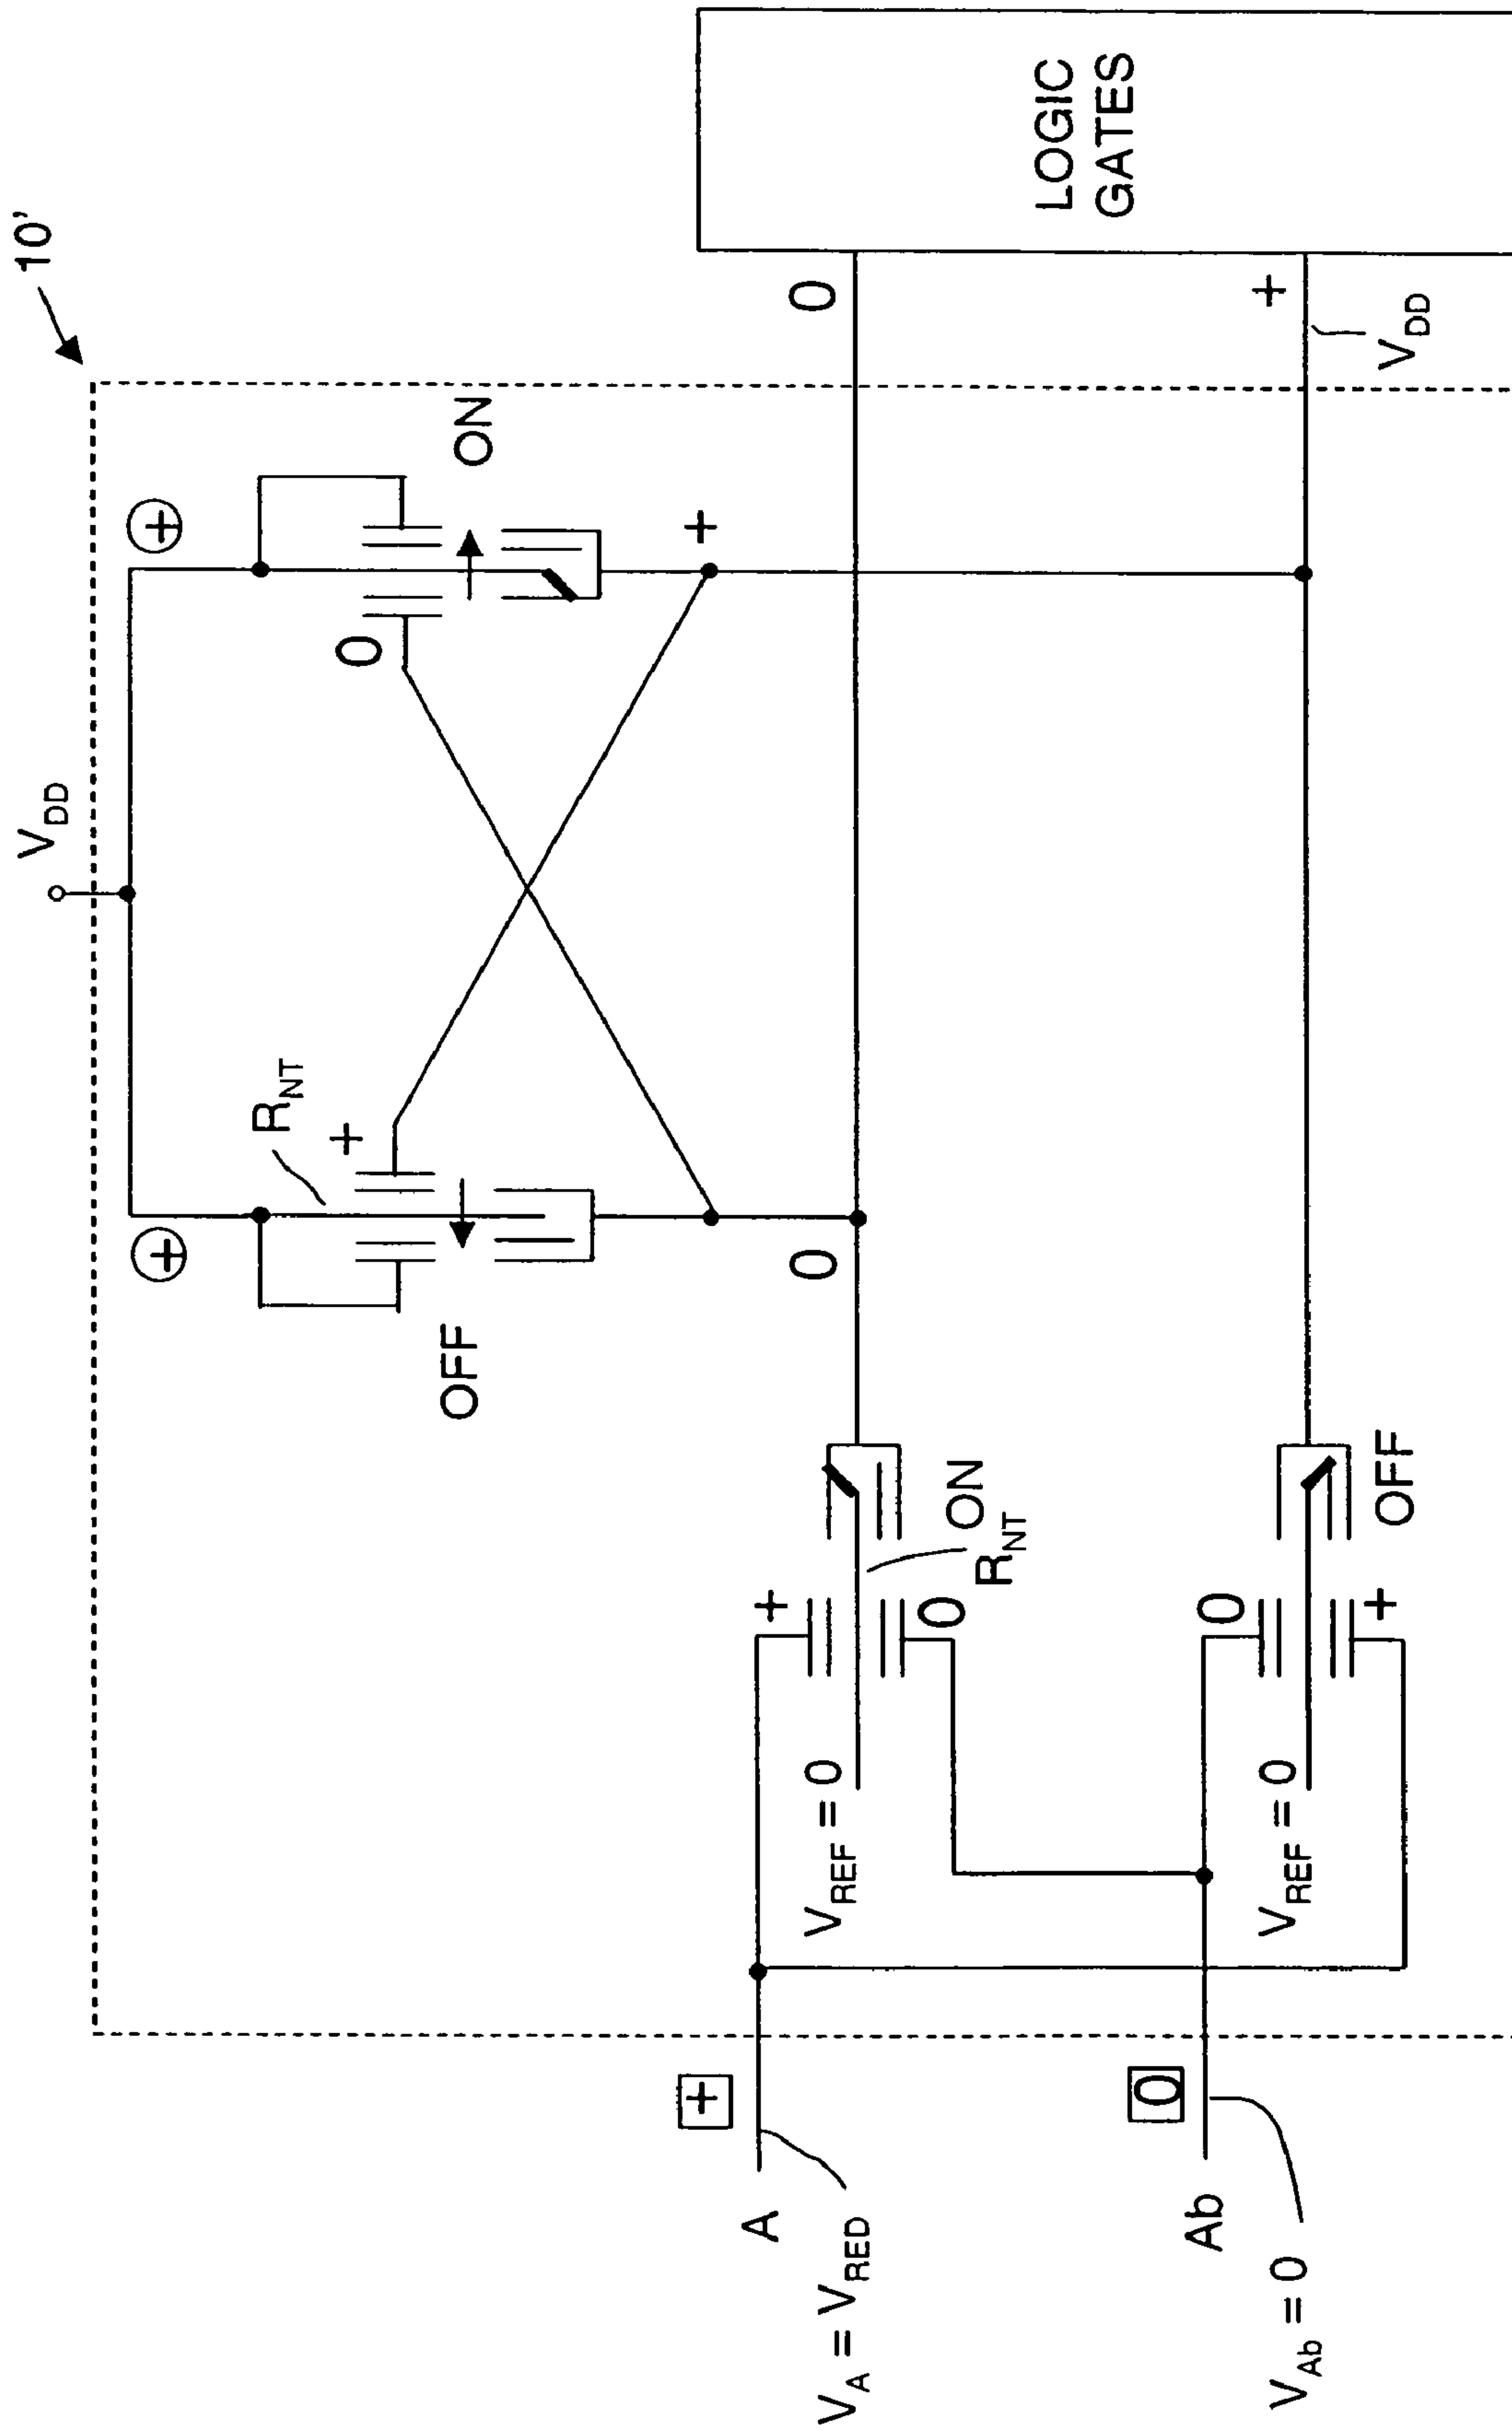 V_DD
10'
⊕
⊕
R_NT
+
0
OFF
ON
+
+
A
+
0
0
V_A = V_RED
V_REF = 0
0
ON
R_NT
LOGIC
GATES
0
Ab
0
+
V_Ab = 0
V_REF = 0
+
OFF
V_DD